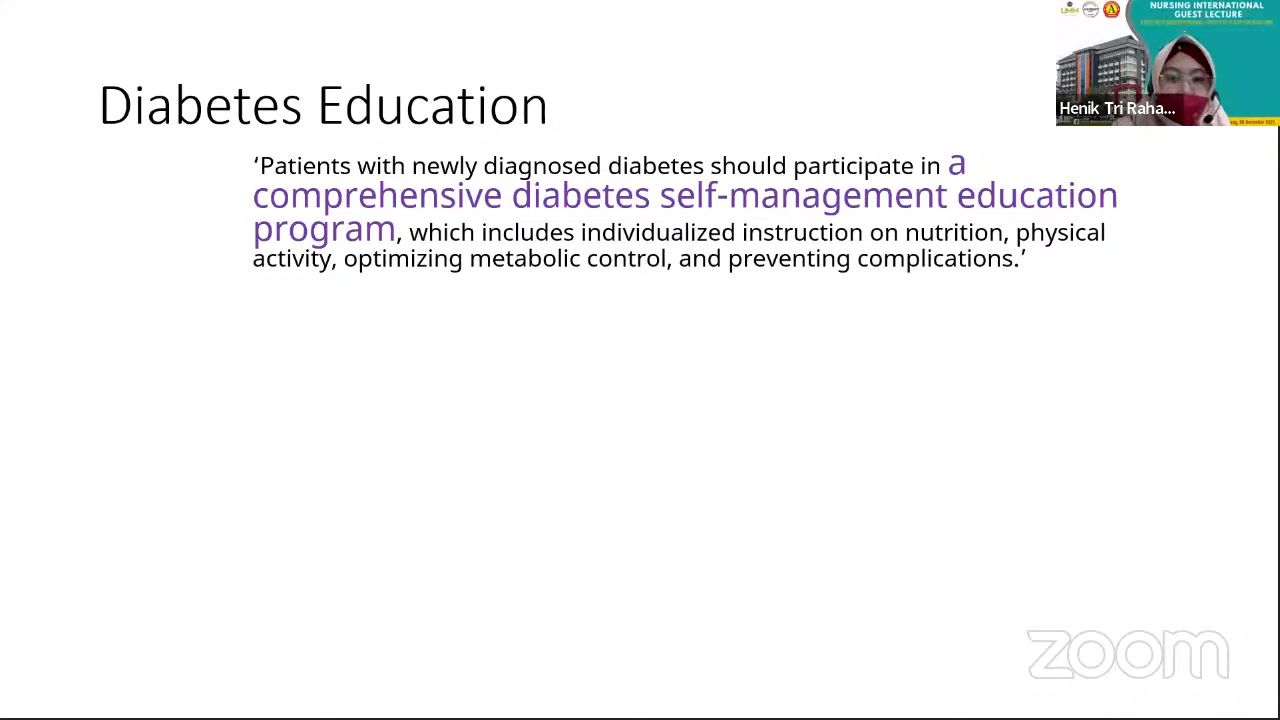 NURSING INTERNATIONAL
GUEST LECTURE
UMM
Henik Tri Raha...
Diabetes Education
‘Patients with newly diagnosed diabetes should participate in a
comprehensive diabetes self-management education
program, which includes individualized instruction on nutrition, physical
activity, optimizing metabolic control, and preventing complications.’
zoom